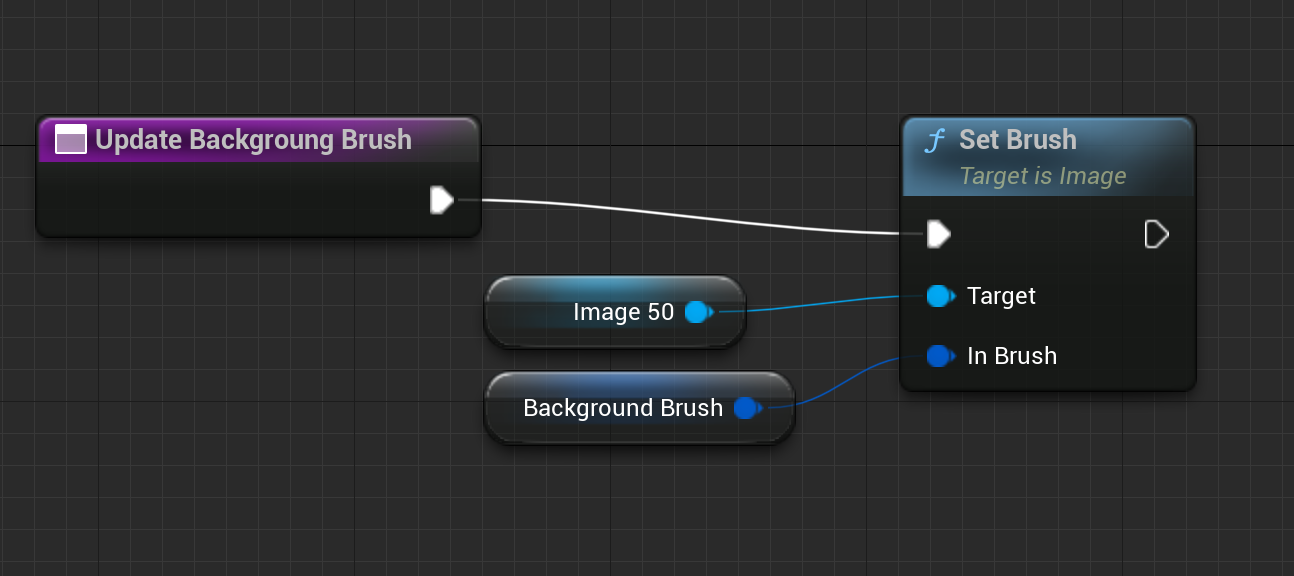 Update Backgroung Brush
f Set Brush
Target is Image
Image 50
Target
Background Brush
In Brush